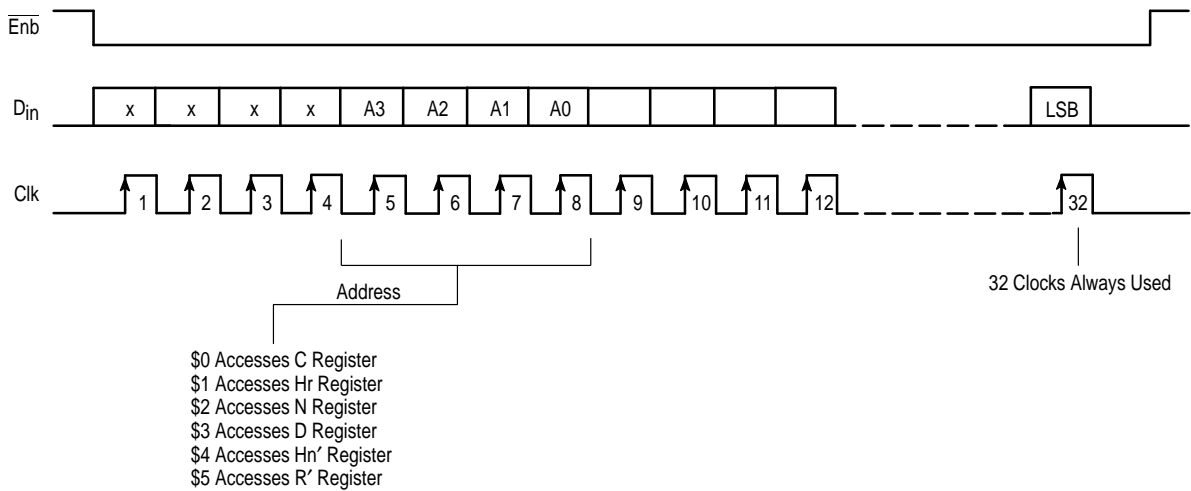 Enb
Din
x x x x A3 A2 A1 A0 LSB
Clk
1 2 3 4 5 6 7 8 9 10 11 12 32
Address
32 Clocks Always Used
$0 Accesses C Register
$1 Accesses Hr Register
$2 Accesses N Register
$3 Accesses D Register
$4 Accesses Hn′ Register
$5 Accesses R′ Register